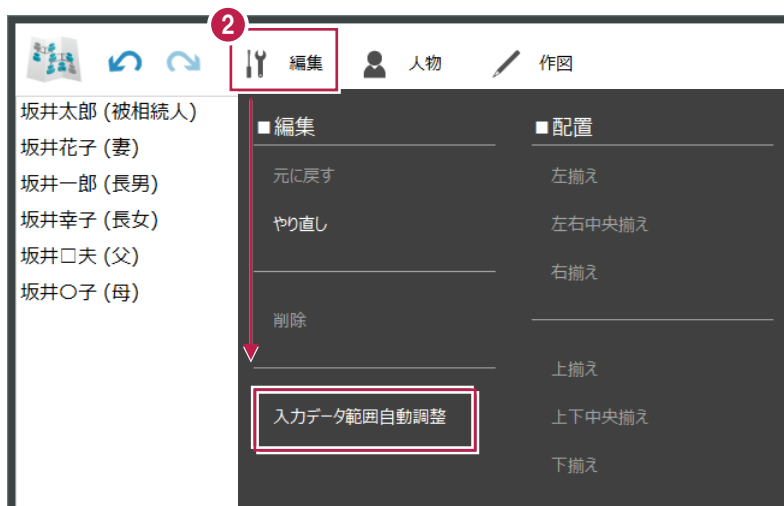 2
編集 人物 作図
坂井太郎 (被相続人)
坂井花子 (妻)
坂井一郎 (長男)
坂井幸子 (長女)
坂井□夫 (父)
坂井〇子 (母)
■編集
元に戻す
やり直し
削除
入力データ範囲自動調整
■配置
左揃え
左右中央揃え
右揃え
上揃え
上下中央揃え
下揃え